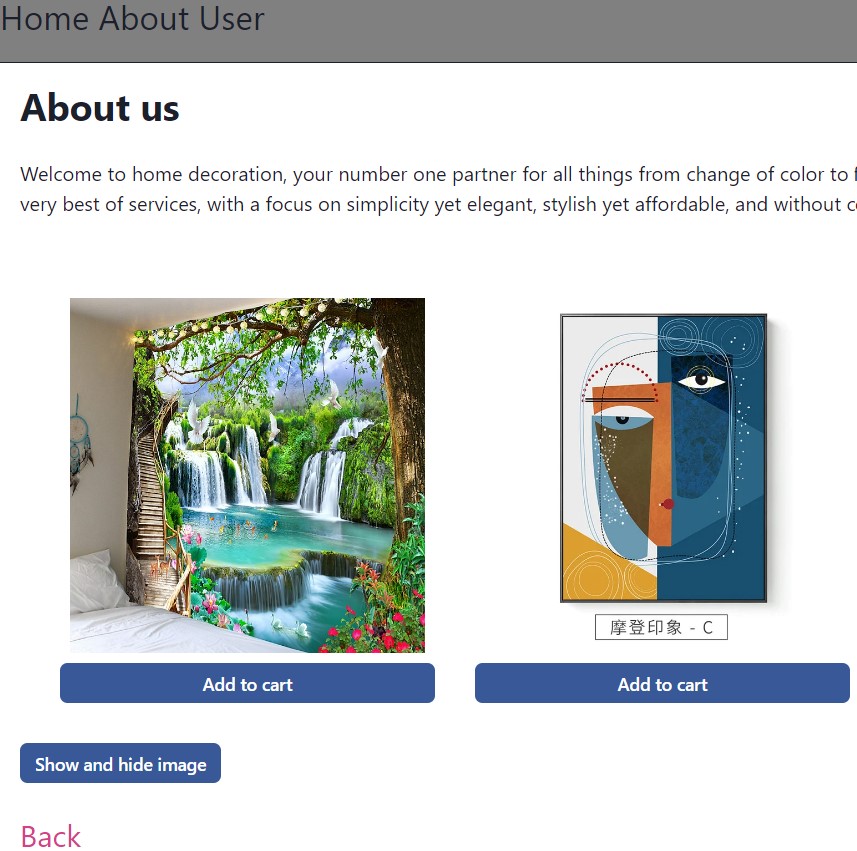 Home About User
About us
Welcome to home decoration, your number one partner for all things from change of color to
very best of services, with a focus on simplicity yet elegant, stylish yet affordable, and without
摩登印象 - C
Add to cart
Add to cart
Show and hide image
Back